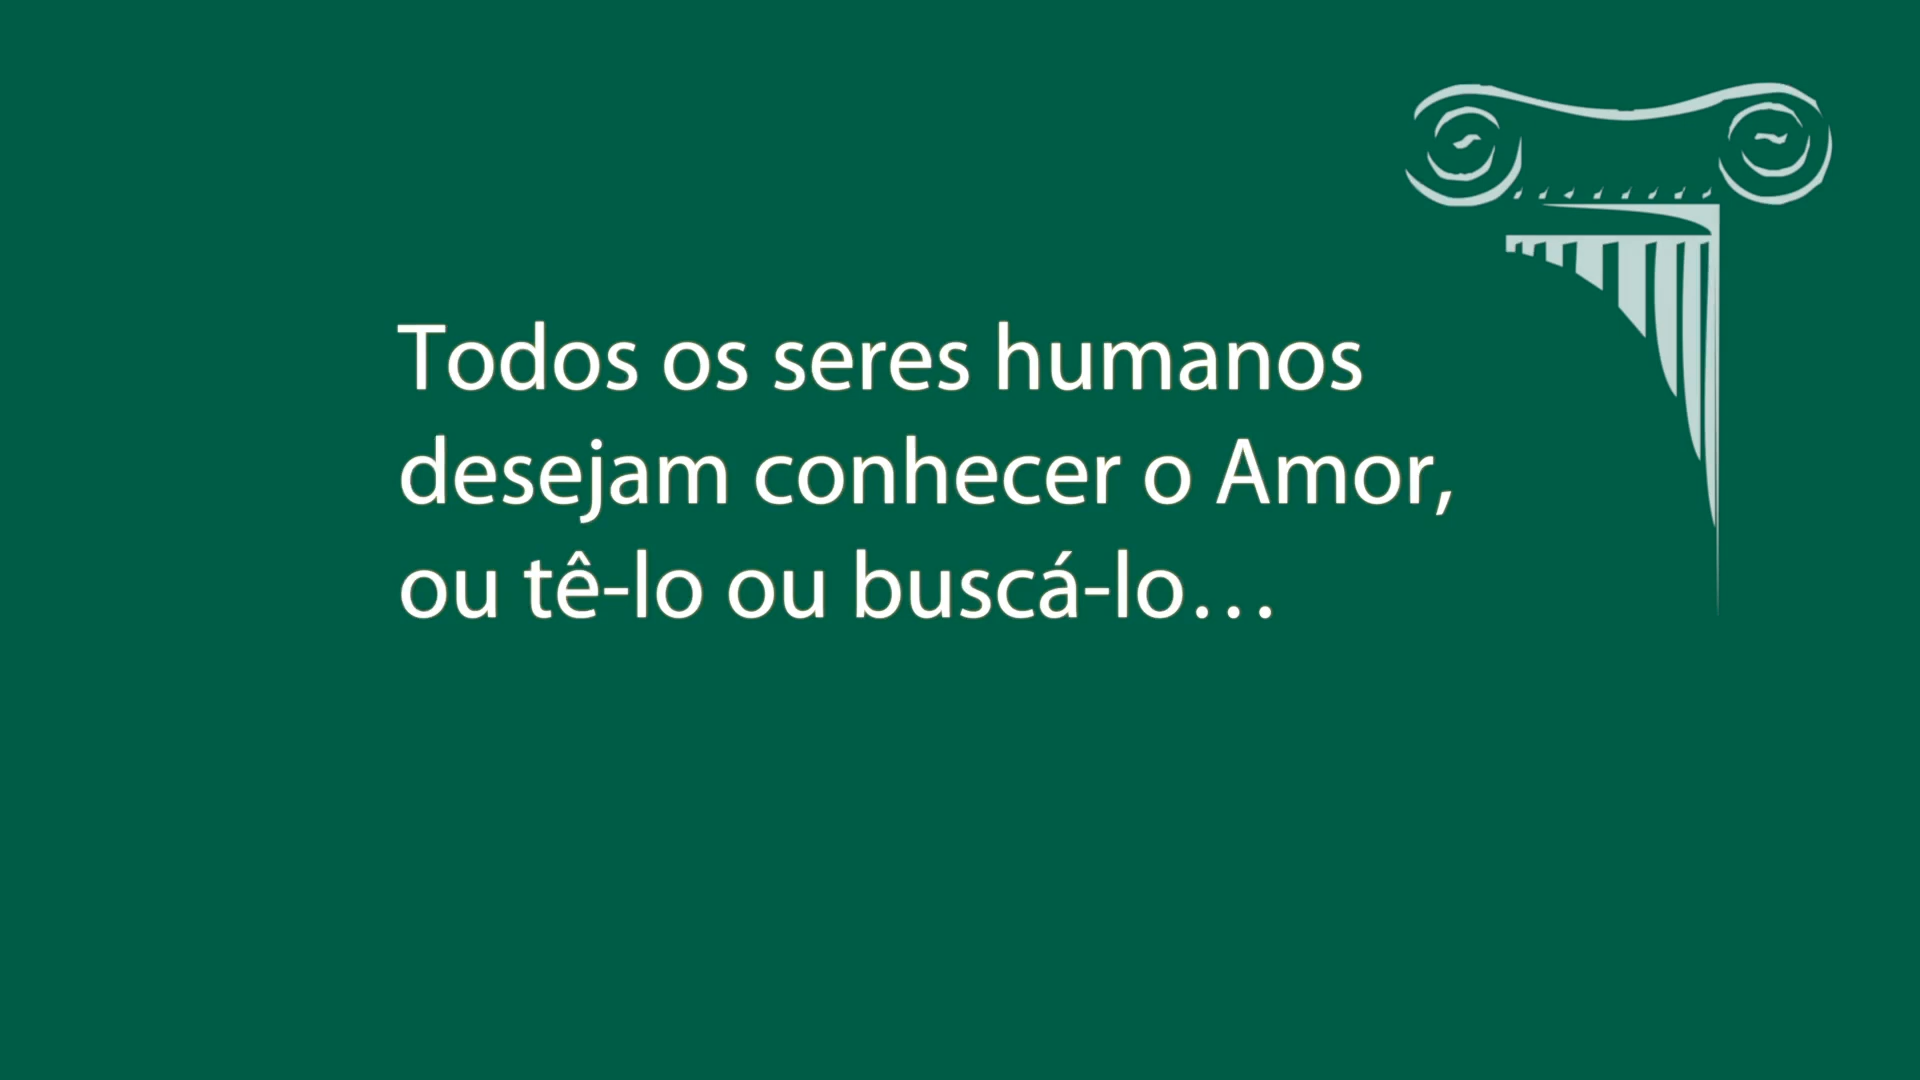 Todos os seres humanos
desejam conhecer o Amor,
ou tê-lo ou buscá-lo…